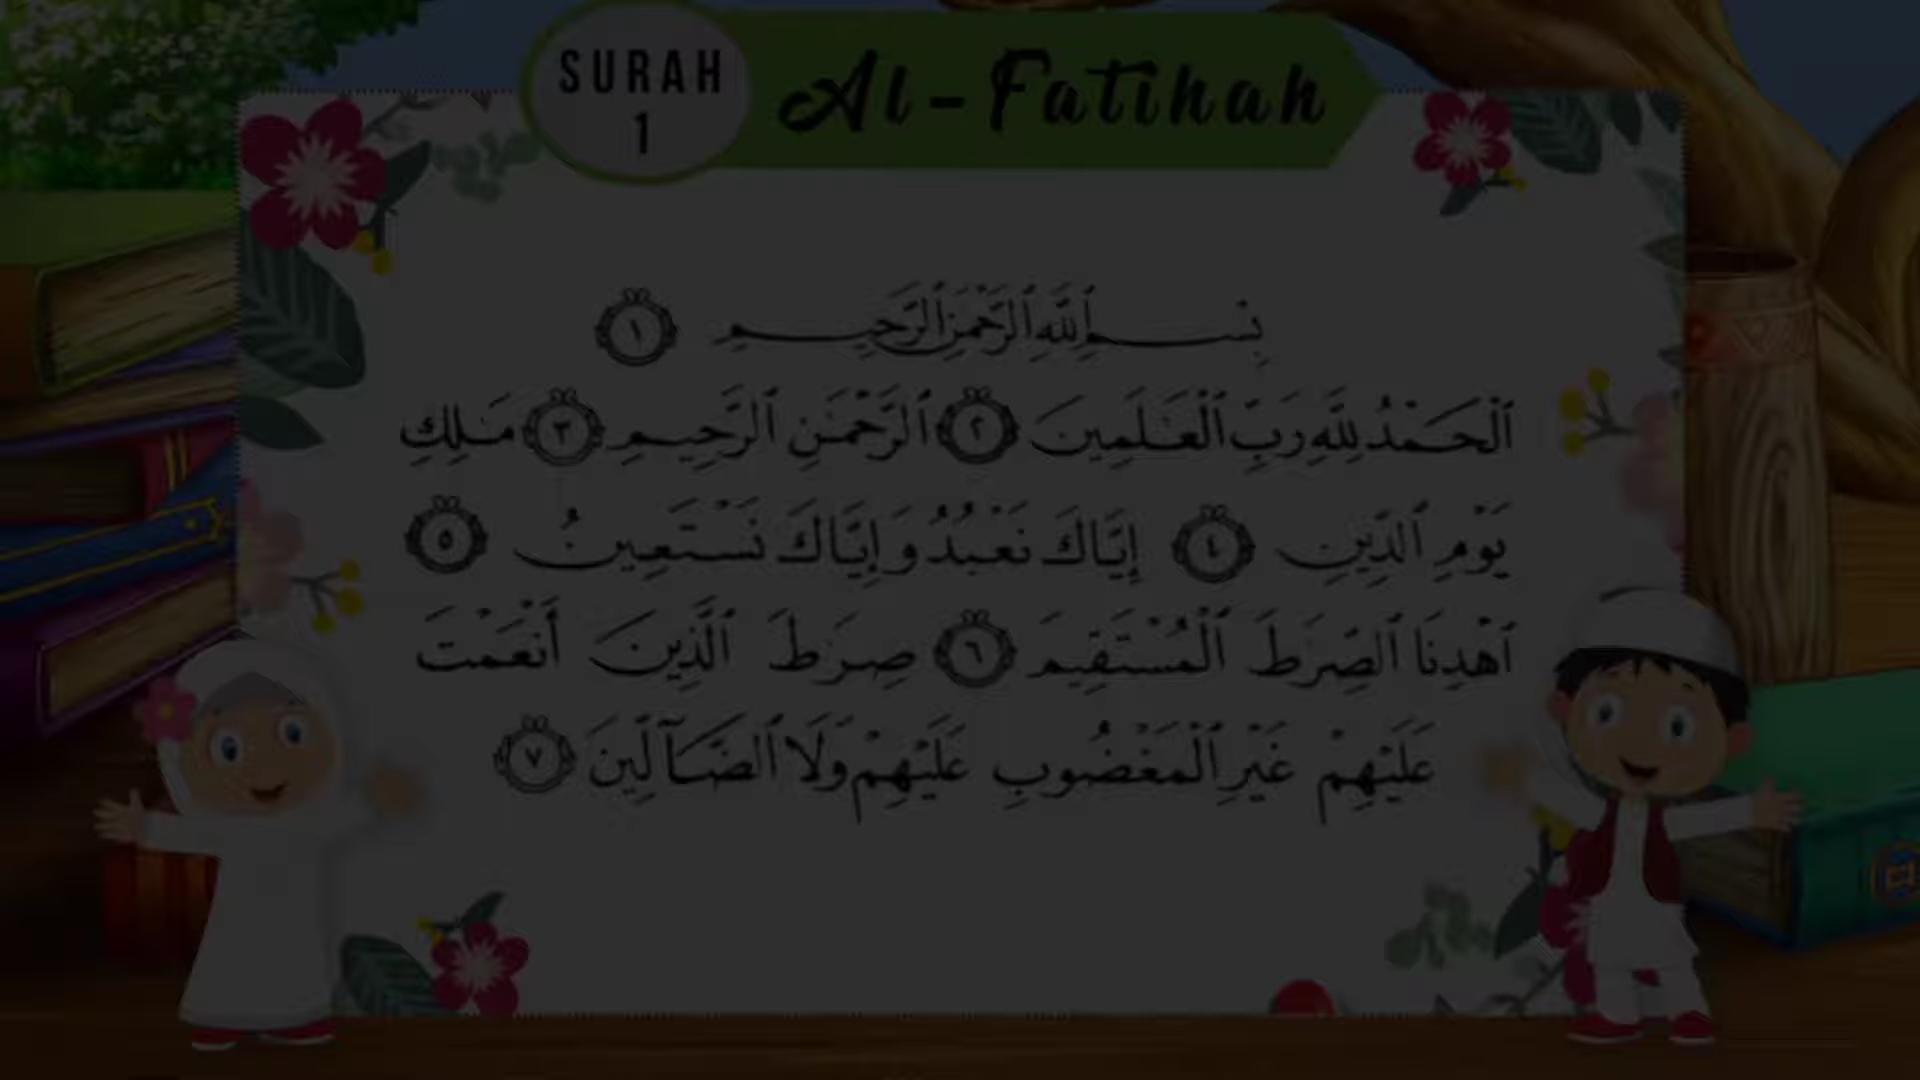 SURAH
1
Al-Fatihah
بِسْمِ ٱللَّهِ ٱلرَّحْمَٰنِ ٱلرَّحِيمِ ١
ٱلْحَمْدُ لِلَّهِ رَبِّ ٱلْعَٰلَمِينَ ٢ ٱلرَّحْمَٰنِ ٱلرَّحِيمِ ٣ مَٰلِكِ
يَوْمِ ٱلدِّينِ ٤ إِيَّاكَ نَعْبُدُ وَإِيَّاكَ نَسْتَعِينُ ٥
ٱهْدِنَا ٱلصِّرَٰطَ ٱلْمُسْتَقِيمَ ٦ صِرَٰطَ ٱلَّذِينَ أَنْعَمْتَ
عَلَيْهِمْ غَيْرِ ٱلْمَغْضُوبِ عَلَيْهِمْ وَلَا ٱلضَّآلِّينَ ٧